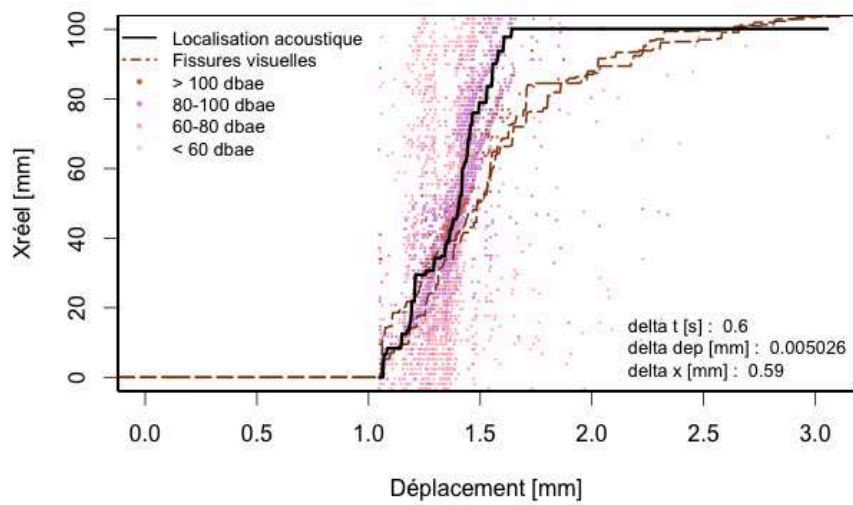 Localisation acoustique
Fissures visuelles
> 100 dbae
80-100 dbae
60-80 dbae
< 60 dbae
Xréel [mm]
100
80
60
40
20
0
delta t [s] : 0.6
delta dep [mm] : 0.005026
delta x [mm] : 0.59
0.0 0.5 1.0 1.5 2.0 2.5 3.0
Déplacement [mm]